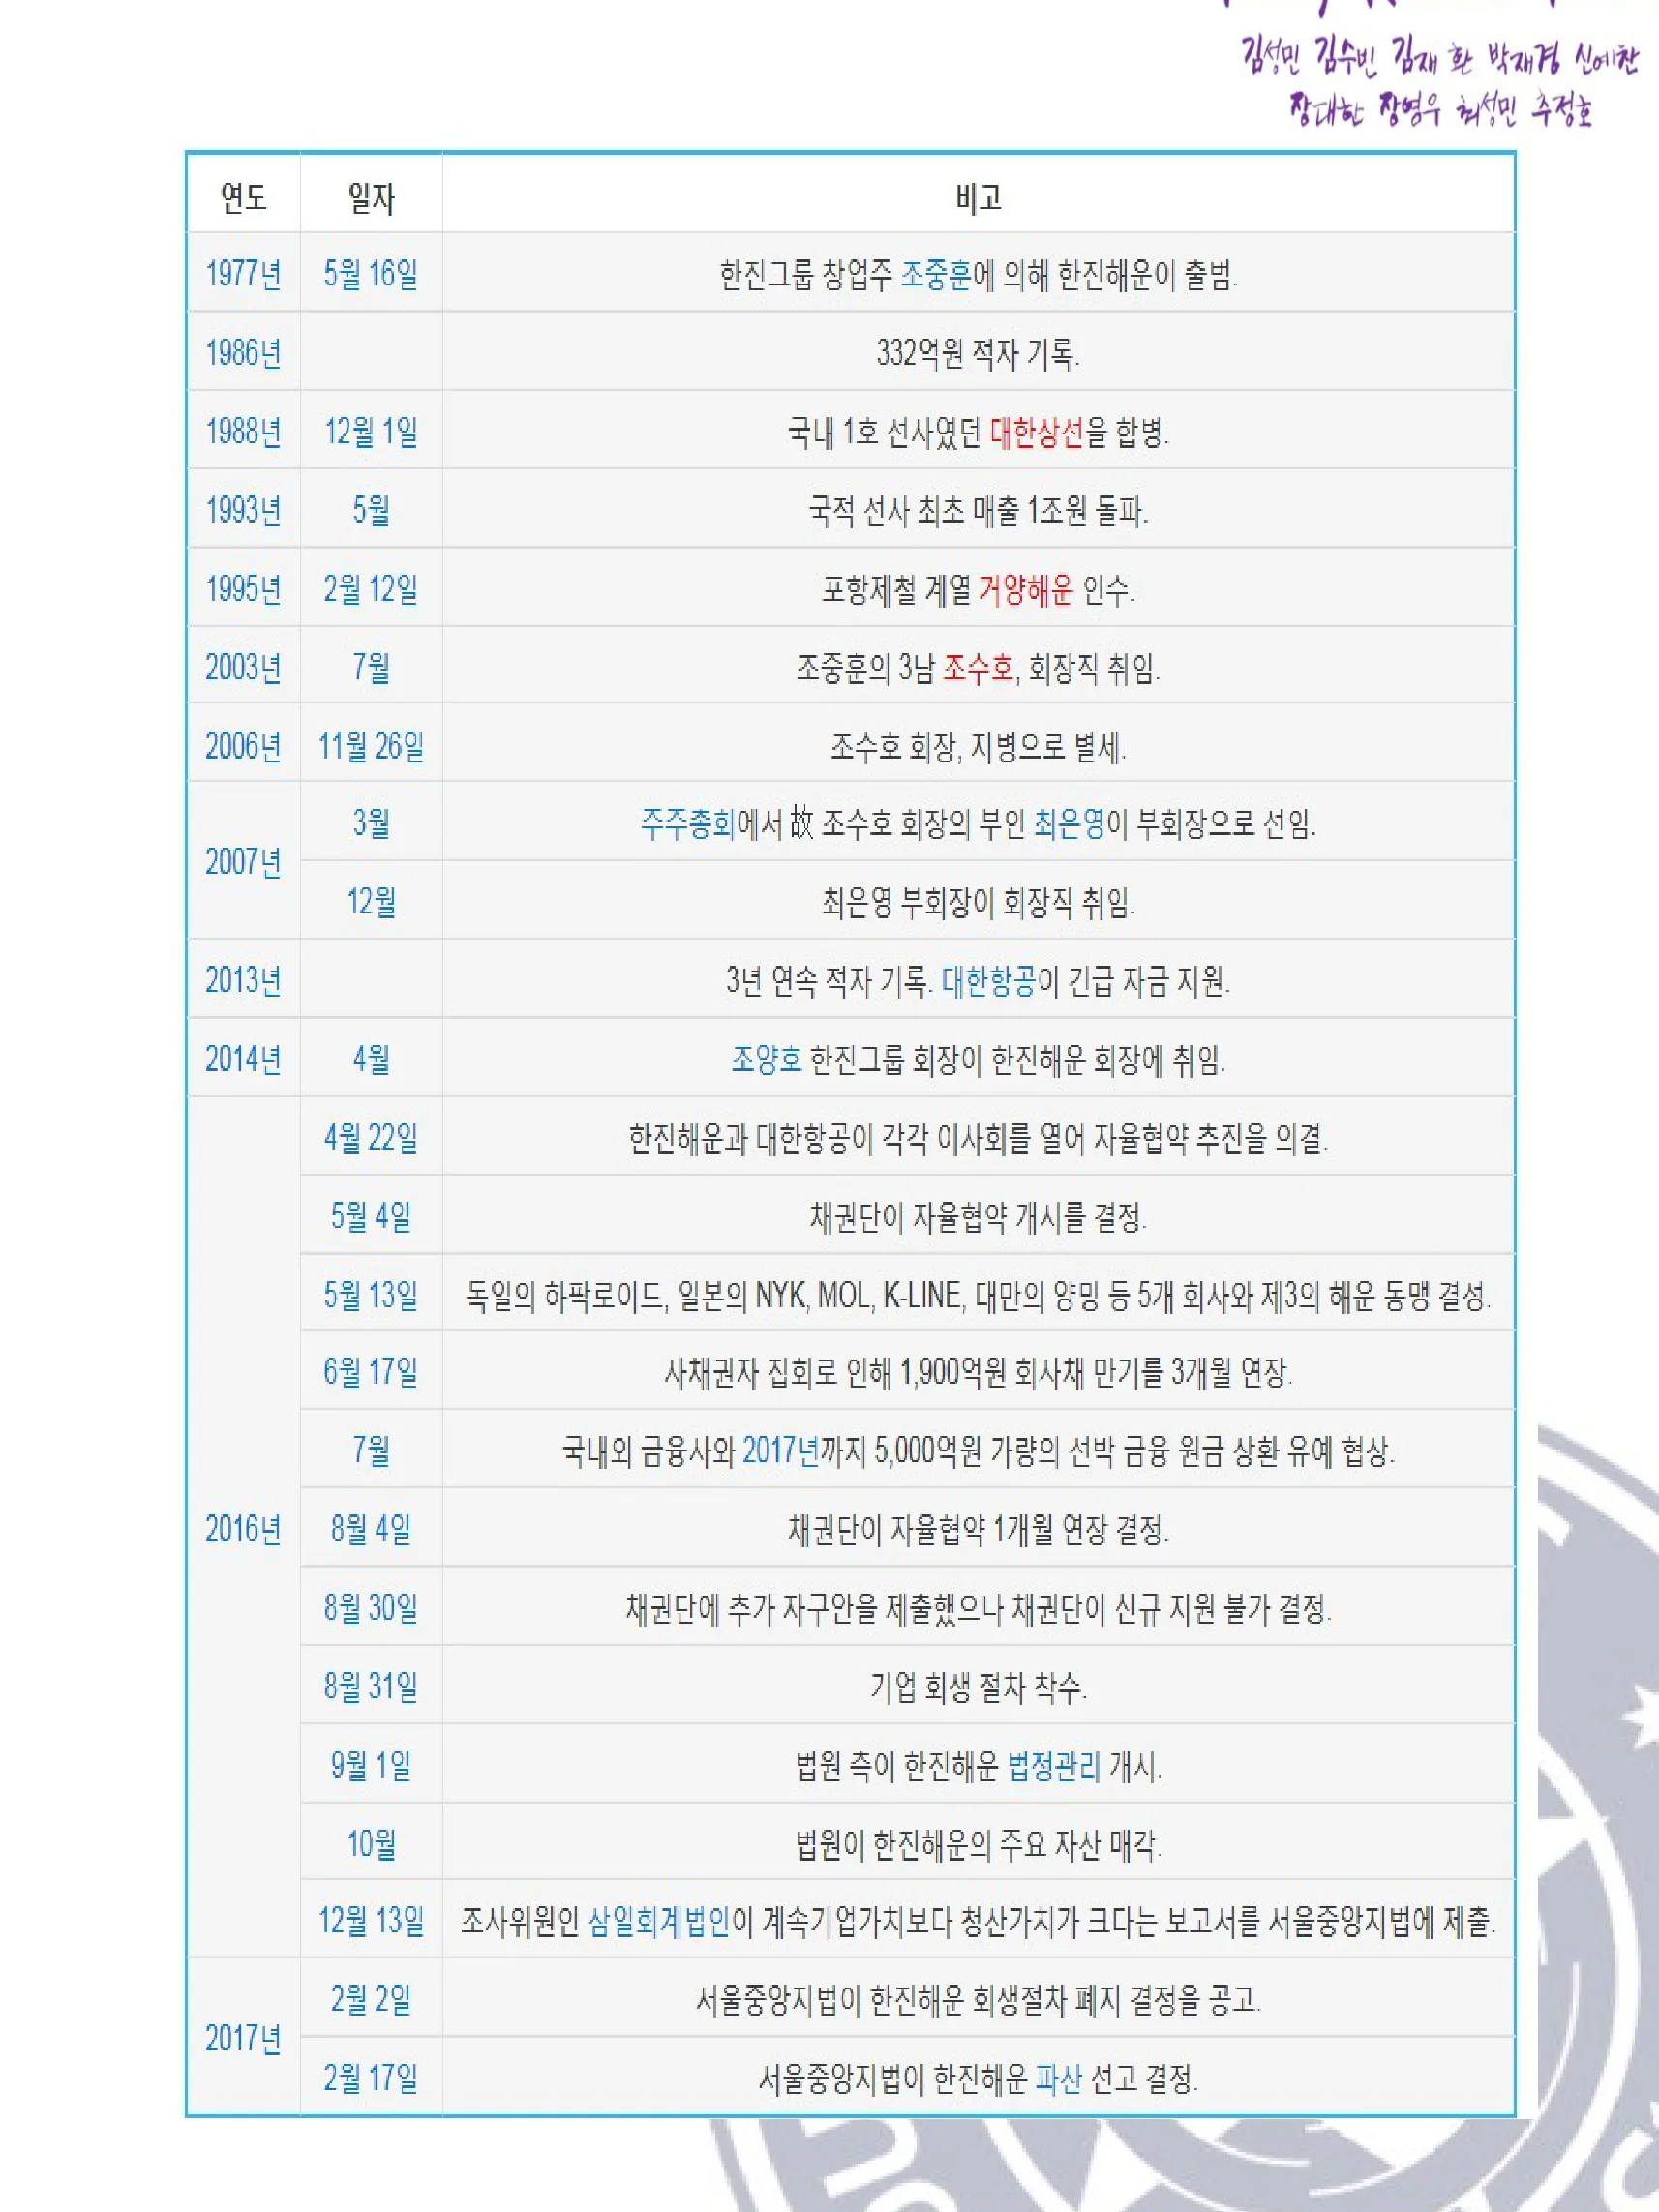 김성민 김수빈 김재환 박재경 신예찬
장대한 장영우 최성민 추정호
연도 일자 비고
1977년 5월 16일 한진그룹 창업주 조중훈에 의해 한진해운이 출범.
1986년 332억원 적자 기록.
1988년 12월 1일 국내 1호 선사였던 대한상선을 합병.
1993년 5월 국적 선사 최초 매출 1조원 돌파.
1995년 2월 12일 포항제철 계열 거양해운 인수.
2003년 7월 조중훈의 3남 조수호, 회장직 취임.
2006년 11월 26일 조수호 회장, 지병으로 별세.
2007년 3월 주주총회에서 故 조수호 회장의 부인 최은영이 부회장으로 선임.
12월 최은영 부회장이 회장직 취임.
2013년 3년 연속 적자 기록. 대한항공이 긴급 자금 지원.
2014년 4월 조양호 한진그룹 회장이 한진해운 회장에 취임.
2016년 4월 22일 한진해운과 대한항공이 각각 이사회를 열어 자율협약 추진을 의결.
5월 4일 채권단이 자율협약 개시를 결정.
5월 13일 독일의 하팍로이드, 일본의 NYK, MOL, K-LINE, 대만의 양밍 등 5개 회사와 제3의 해운 동맹 결성.
6월 17일 사채권자 집회로 인해 1,900억원 회사채 만기를 3개월 연장.
7월 국내외 금융사와 2017년까지 5,000억원 가량의 선박 금융 원금 상환 유예 협상.
8월 4일 채권단이 자율협약 1개월 연장 결정.
8월 30일 채권단에 추가 자구안을 제출했으나 채권단이 신규 지원 불가 결정.
8월 31일 기업 회생 절차 착수.
9월 1일 법원 측이 한진해운 법정관리 개시.
10월 법원이 한진해운의 주요 자산 매각.
12월 13일 조사위원인 삼일회계법인이 계속기업가치보다 청산가치가 크다는 보고서를 서울중앙지법에 제출.
2017년 2월 2일 서울중앙지법이 한진해운 회생절차 폐지 결정을 공고.
2월 17일 서울중앙지법이 한진해운 파산 선고 결정.